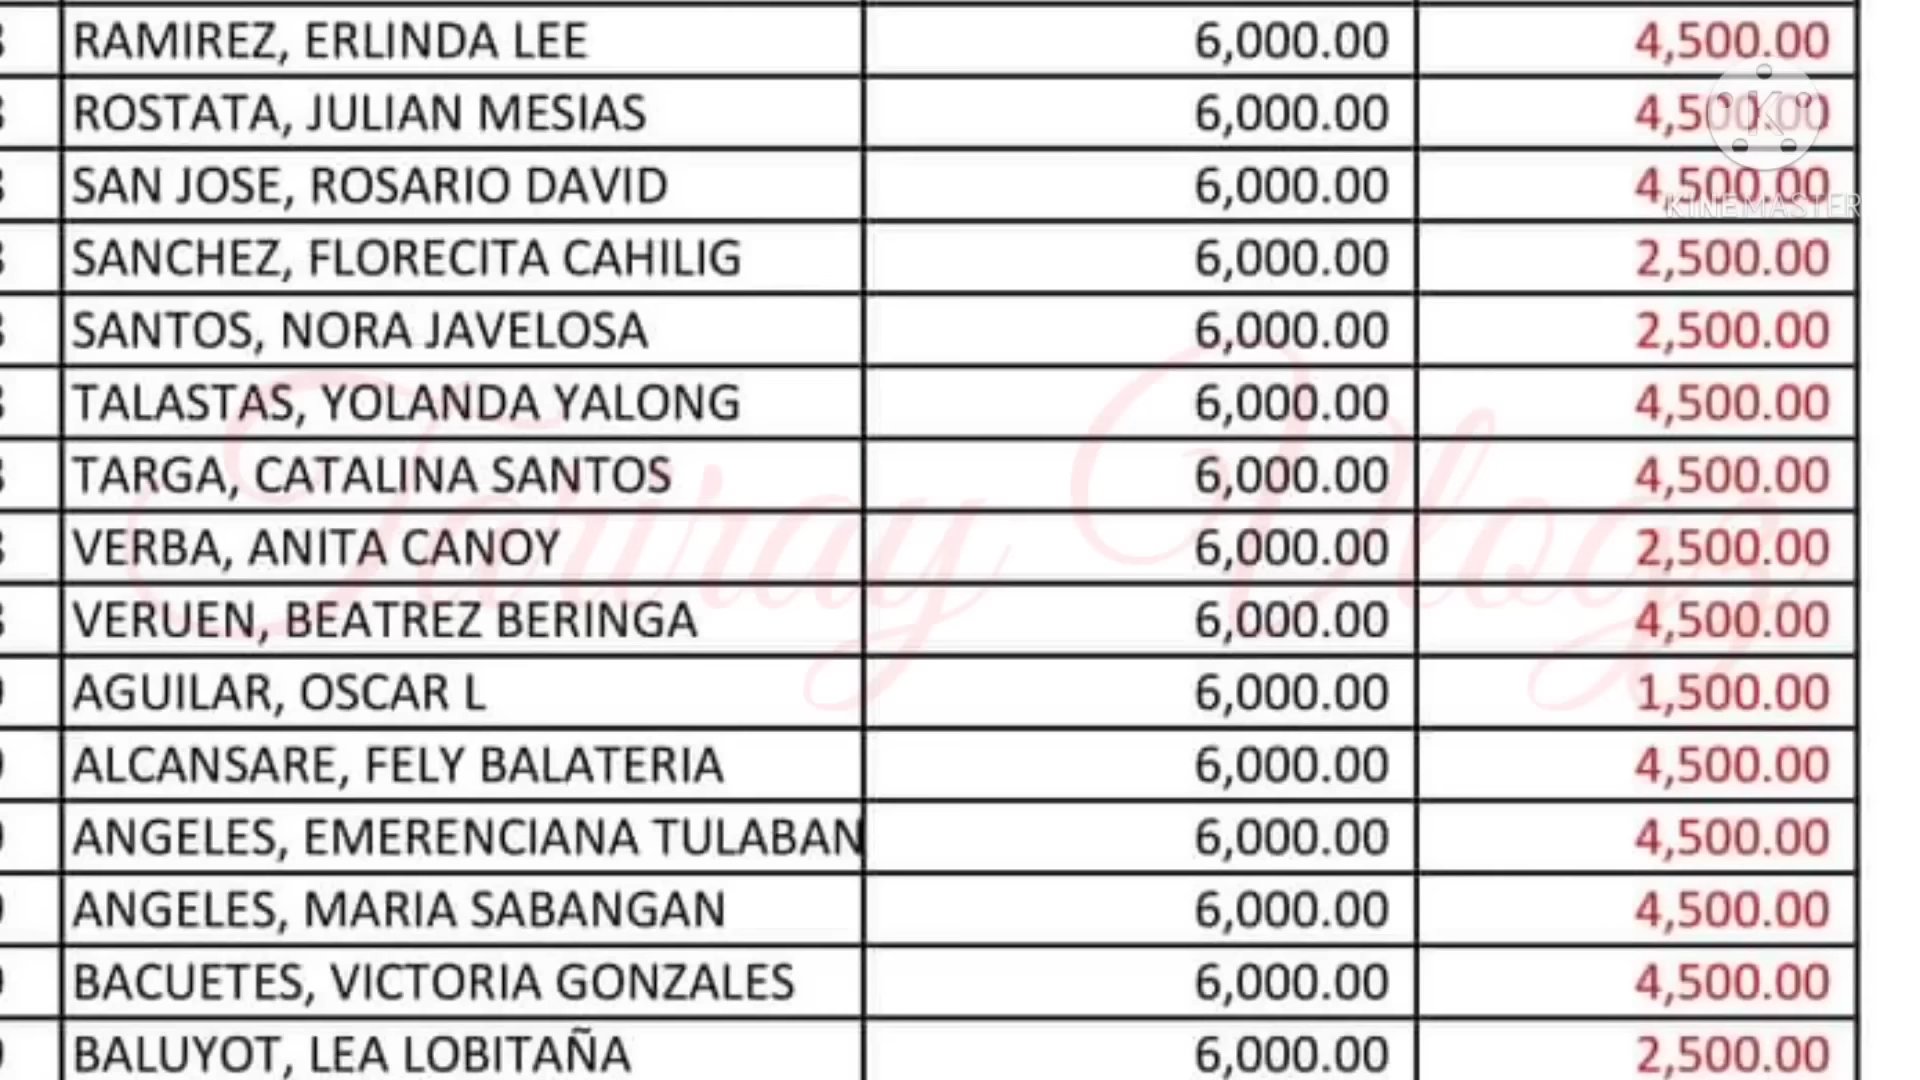 RAMIREZ, ERLINDA LEE 6,000.00 4,500.00
ROSTATA, JULIAN MESIAS 6,000.00 4,500.00
SAN JOSE, ROSARIO DAVID 6,000.00 4,500.00
KINEMASTER
SANCHEZ, FLORECITA CAHILIG 6,000.00 2,500.00
SANTOS, NORA JAVELOSA 6,000.00 2,500.00
TALASTAS, YOLANDA YALONG 6,000.00 4,500.00
TARGA, CATALINA SANTOS 6,000.00 4,500.00
VERBA, ANITA CANOY 6,000.00 2,500.00
VERUEN, BEATREZ BERINGA 6,000.00 4,500.00
AGUILAR, OSCAR L 6,000.00 1,500.00
ALCANSARE, FELY BALATERIA 6,000.00 4,500.00
ANGELES, EMERENCIANA TULABAN 6,000.00 4,500.00
ANGELES, MARIA SABANGAN 6,000.00 4,500.00
BACUETES, VICTORIA GONZALES 6,000.00 4,500.00
BALUYOT, LEA LOBITAÑA 6,000.00 2,500.00